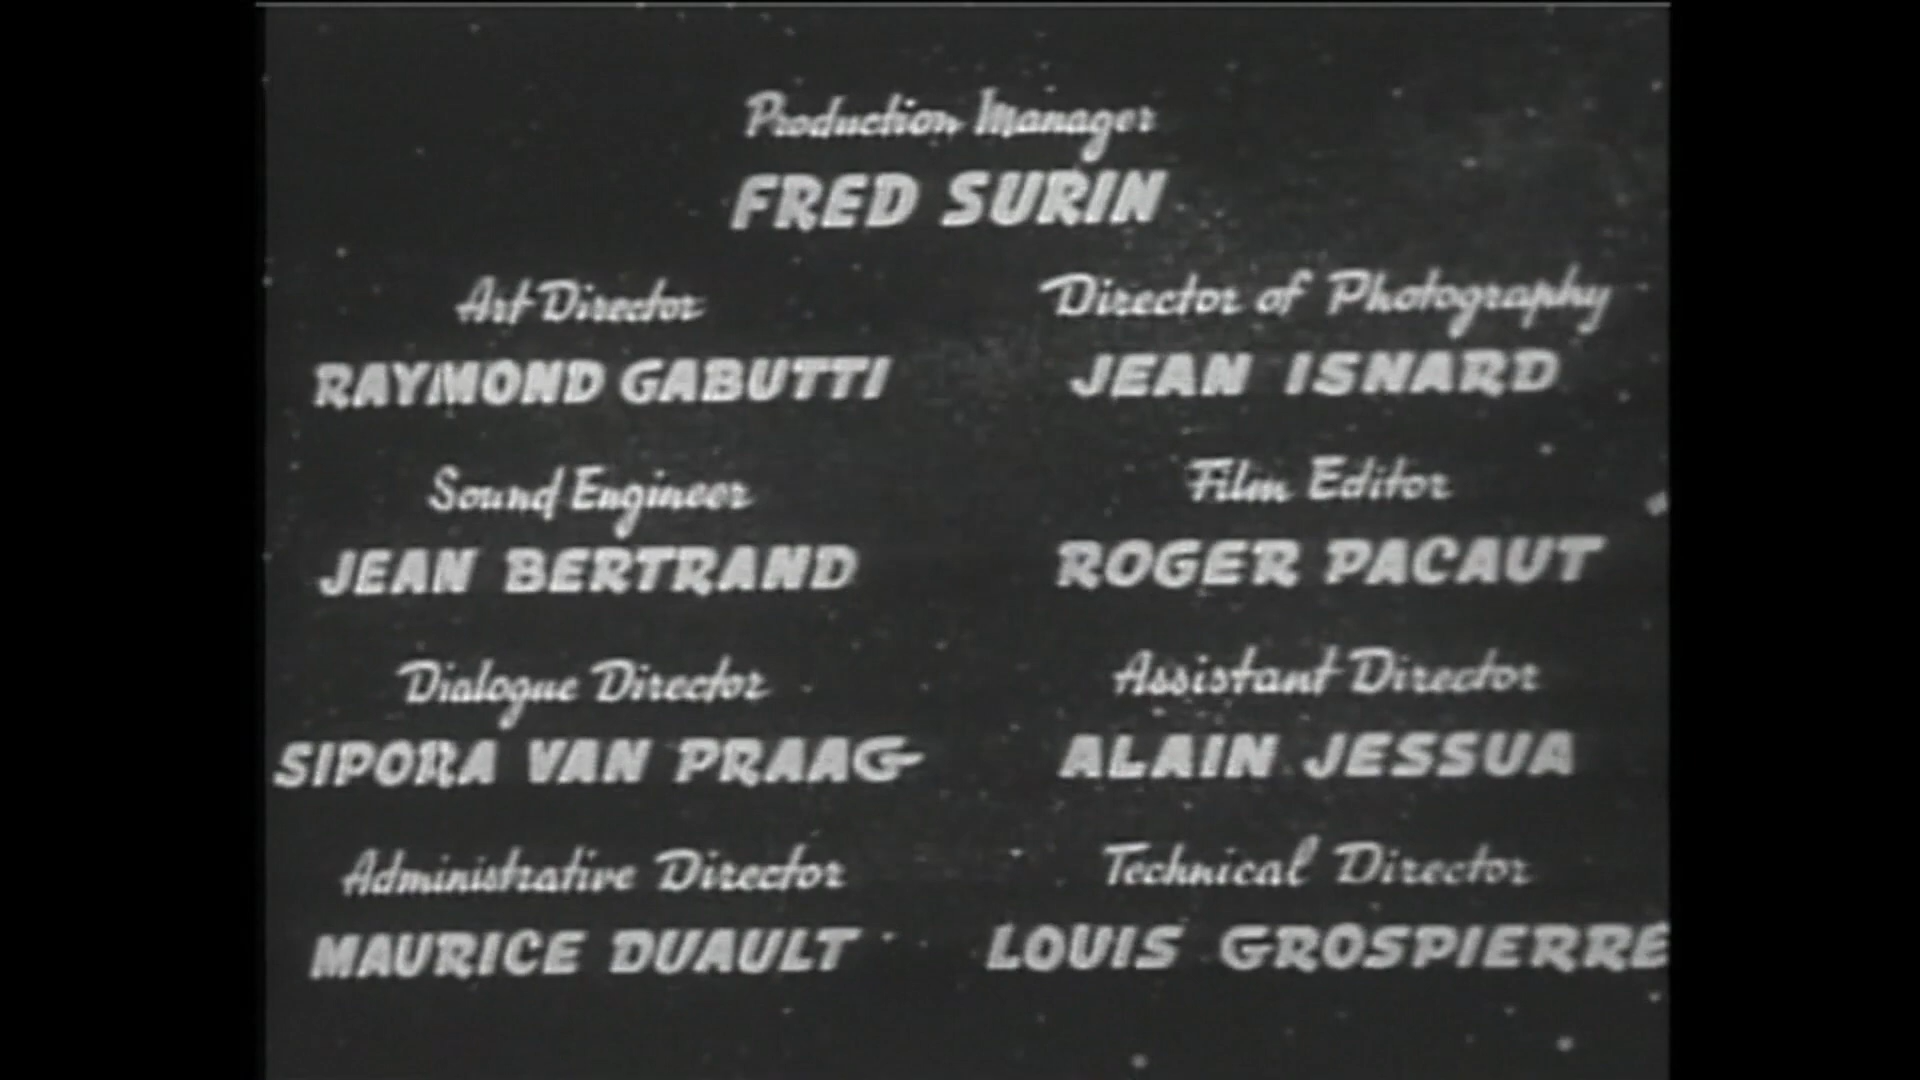 Production Manager
FRED SURIN
Art Director
RAYMOND GABUTTI
Director of Photography
JEAN ISNARD
Sound Engineer
JEAN BERTRAND
Film Editor
ROGER PACAUT
Dialogue Director
SIPORA VAN PRAAG
Assistant Director
ALAIN JESSUA
Administrative Director
MAURICE DUAULT
Technical Director
LOUIS GROSPIERRE